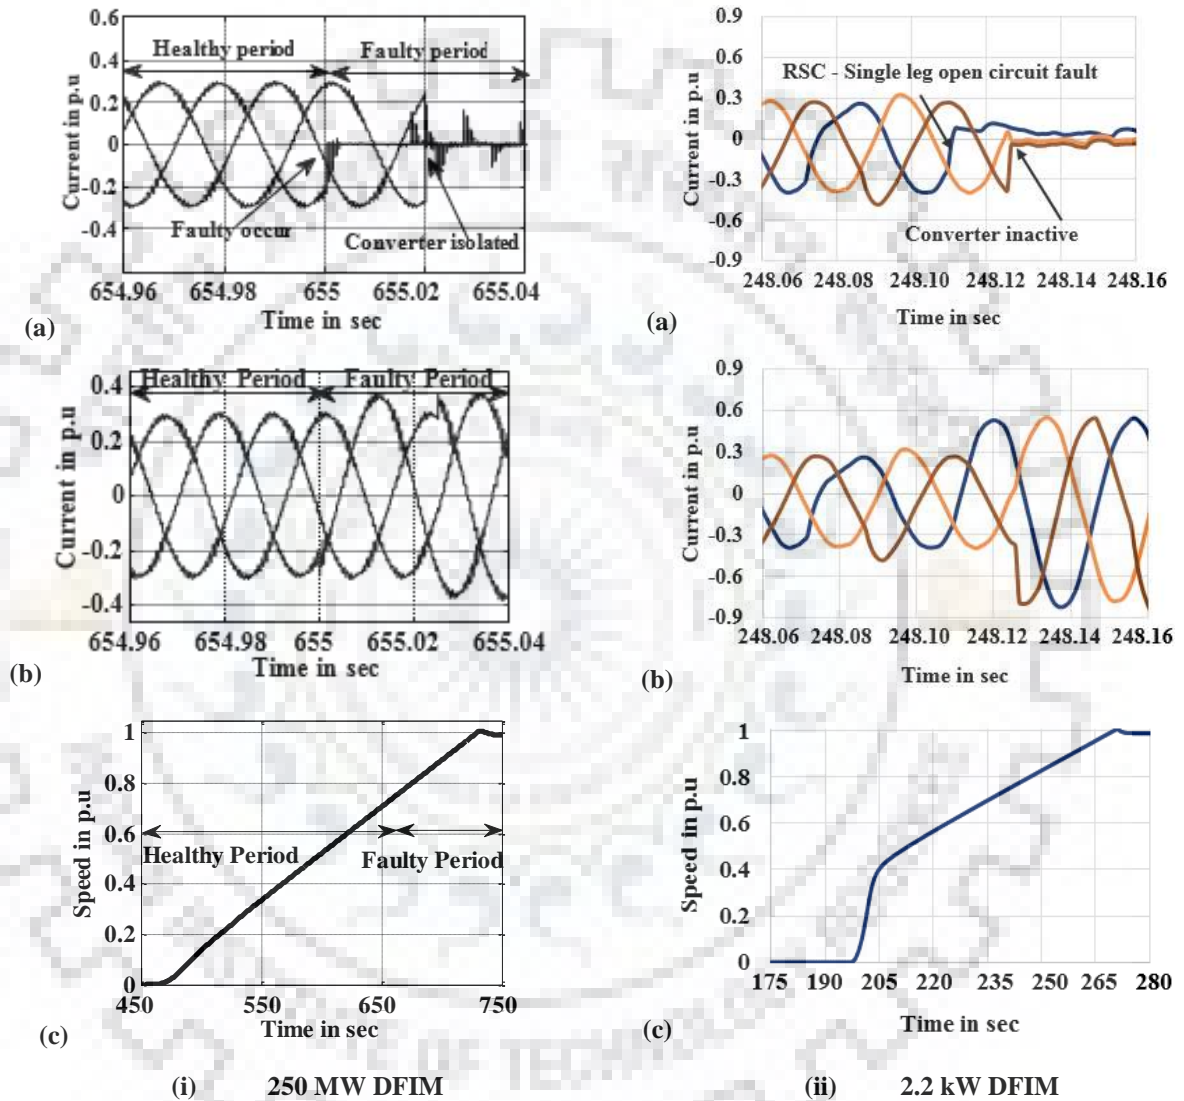 0.6
0.4
0.2
0
-0.2
-0.4
Current in p.u
Healthy period
Faulty period
Faulty occur
Converter isolated
654.96 654.98 655 655.02 655.04
Time in sec
(a)
0.9
0.6
0.3
0
-0.3
-0.6
-0.9
Current in p.u
RSC - Single leg open circuit fault
Converter inactive
248.06 248.08 248.10 248.12 248.14 248.16
Time in sec
(a)
0.4
0.2
0
-0.2
-0.4
Current in p.u
Healthy Period
Faulty Period
654.96 654.98 655 655.02 655.04
Time in sec
(b)
0.9
0.6
0.3
0
-0.3
-0.6
-0.9
Current in p.u
248.06 248.08 248.10 248.12 248.14 248.16
Time in sec
(b)
1
0.8
0.6
0.4
0.2
0
Speed in p.u
Healthy Period
Faulty Period
450 550 650 750
Time in sec
(c)
1
0.8
0.6
0.4
0.2
0
Speed in p.u
175 190 205 220 235 250 265 280
Time in sec
(c)
(i) 250 MW DFIM
(ii) 2.2 kW DFIM